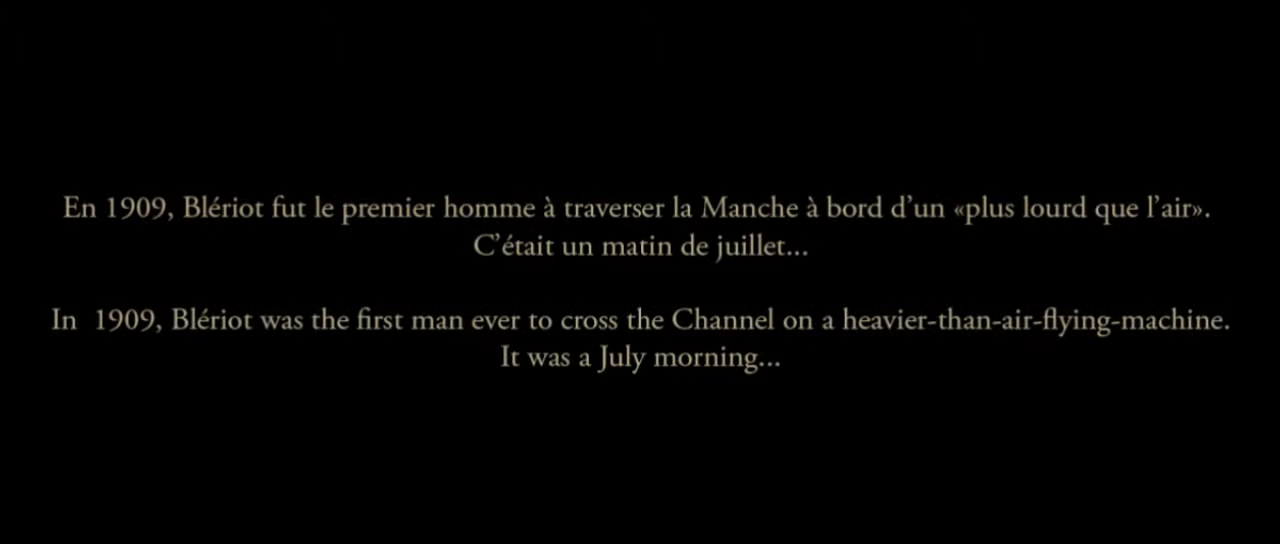 En 1909, Blériot fut le premier homme à traverser la Manche à bord d’un «plus lourd que l’air».
C’était un matin de juillet...
In  1909, Blériot was the first man ever to cross the Channel on a heavier-than-air-flying-machine.
It was a July morning...